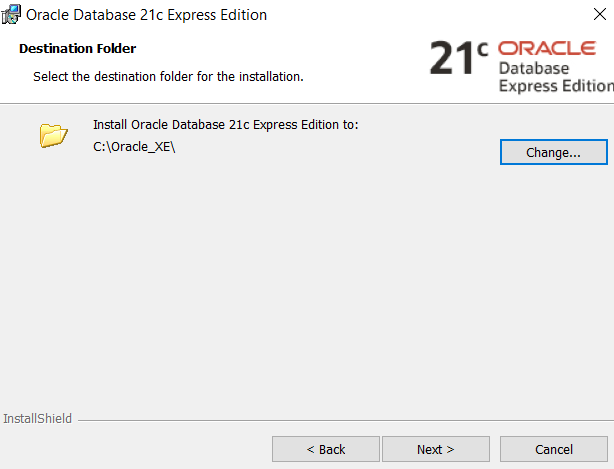 Oracle Database 21c Express Edition
Destination Folder
Select the destination folder for the installation.
21c ORACLE
Database
Express Edition
Install Oracle Database 21c Express Edition to:
C:\Oracle_XE\
Change...
InstallShield
< Back
Next >
Cancel